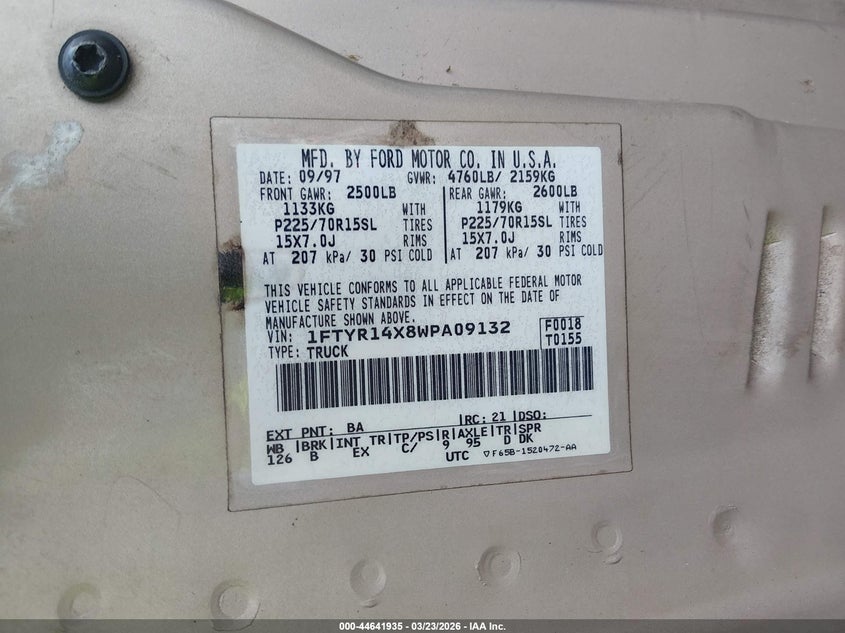 MFD. BY FORD MOTOR CO. IN U.S.A.
DATE: 09/97 GVWR: 4760LB/ 2159KG
FRONT GAWR: 2500LB REAR GAWR: 2600LB
1133KG WITH 1179KG WITH
P225/70R15SL TIRES P225/70R15SL TIRES
15X7.0J RIMS 15X7.0J RIMS
AT 207 kPa/ 30 PSI COLD AT 207 kPa/ 30 PSI COLD
THIS VEHICLE CONFORMS TO ALL APPLICABLE FEDERAL MOTOR
VEHICLE SAFETY STANDARDS IN EFFECT ON THE DATE OF
MANUFACTURE SHOWN ABOVE.
VIN: 1FTYR14X8WPA09132 F0018
TYPE: TRUCK T0155
EXT PNT: BA RC: 21 DSO:
WB BRK INT TR TP/PS R AXLE TR SPR
126 B EX C/ 9 95 D DK
UTC F65B-1520472-AA
000-44641935 - 03/23/2026 - IAA Inc.